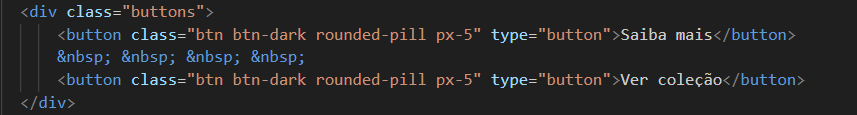 <div class="buttons">
<button class="btn btn-dark rounded-pill px-5" type="button">Saiba mais</button>
&nbsp; &nbsp; &nbsp; &nbsp;
<button class="btn btn-dark rounded-pill px-5" type="button">Ver coleção</button>
</div>